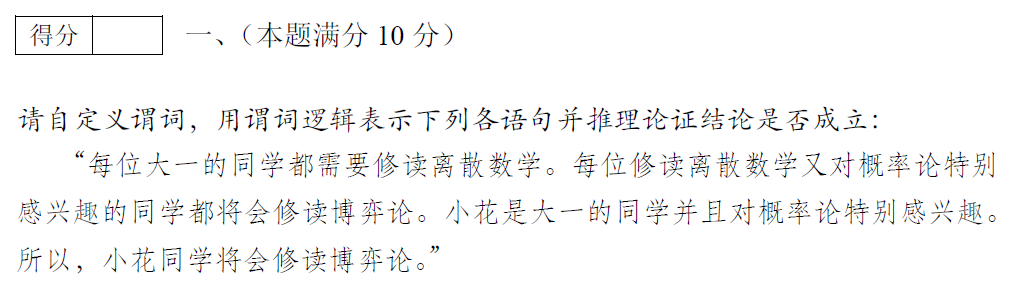 得分 一、（本题满分 10 分）
请自定义谓词，用谓词逻辑表示下列各语句并推理论证结论是否成立：
“每位大一的同学都需要修读离散数学。每位修读离散数学又对概率论特别
感兴趣的同学都将会修读博弈论。小花是大一的同学并且对概率论特别感兴趣。
所以，小花同学将会修读博弈论。”